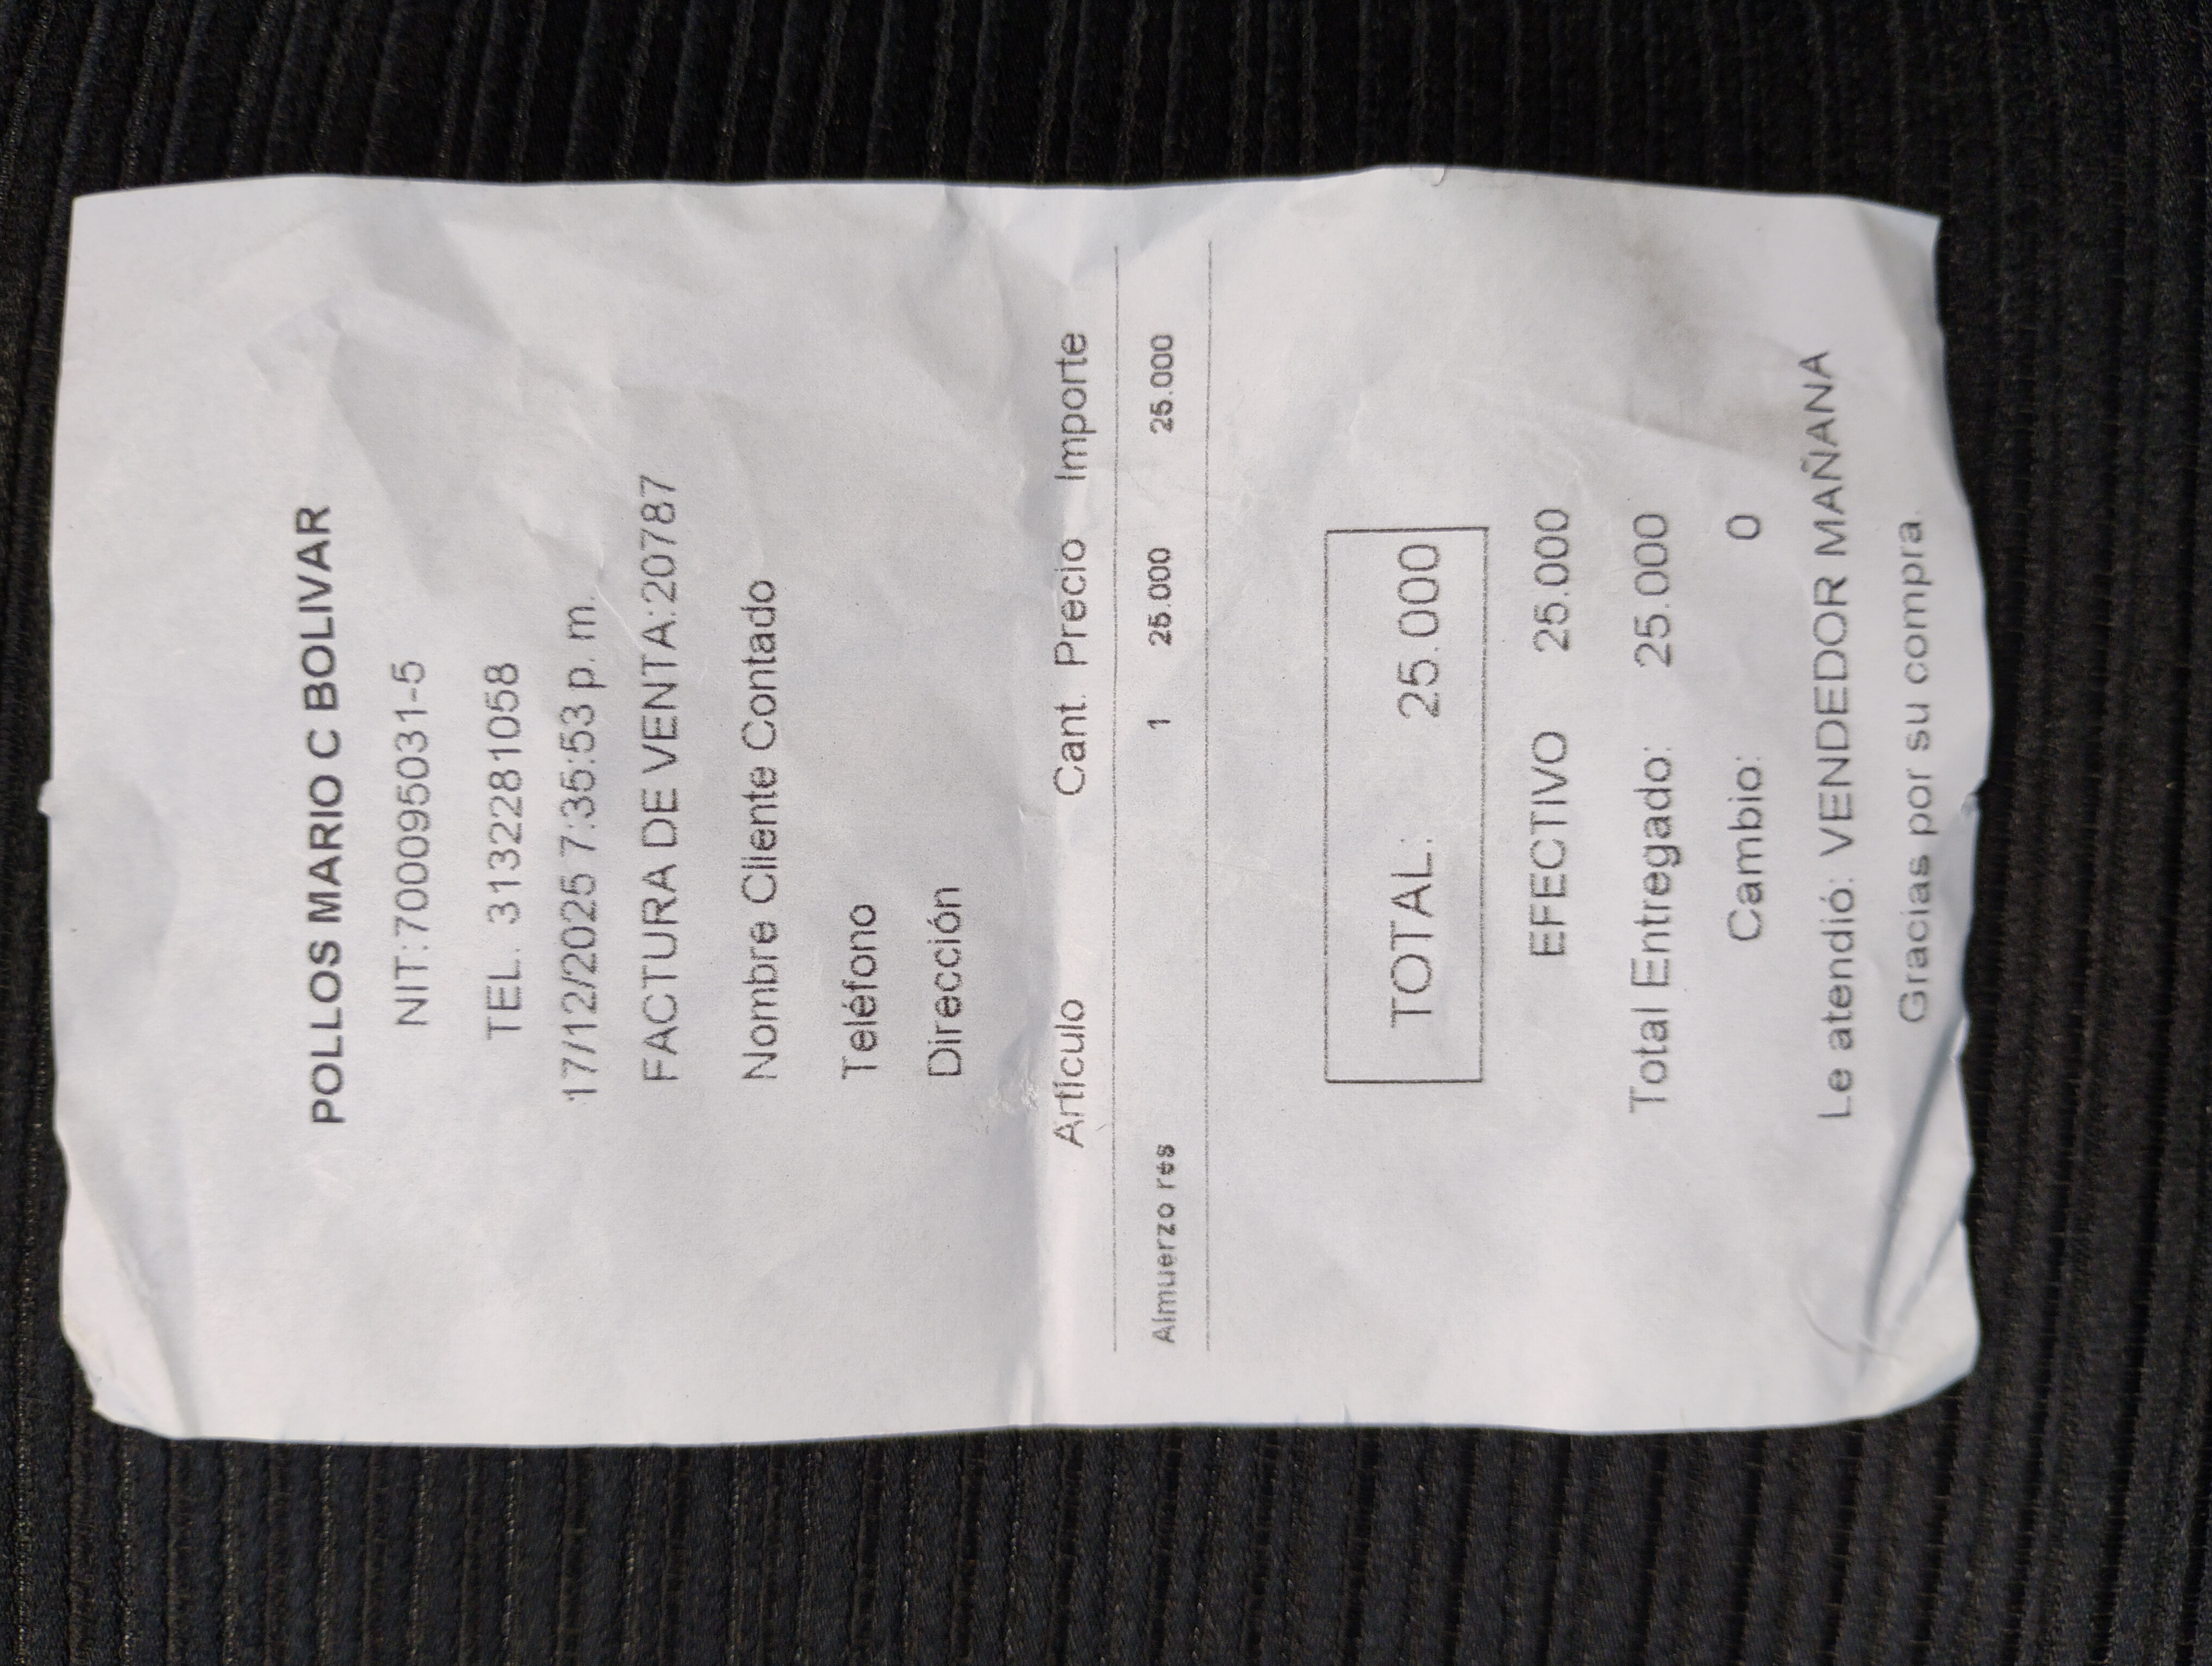 POLLOS MARIO C BOLIVAR
NIT:700095031-5
TEL. 3132281058
17/12/2025 7:35:53 p. m.
FACTURA DE VENTA:20787
Nombre Cliente Contado
Teléfono
Dirección
Artículo Cant. Precio Importe
Almuerzo res 1 25.000 25.000
TOTAL: 25.000
EFECTIVO 25.000
Total Entregado: 25.000
Cambio: 0
Le atendió: VENDEDOR MAÑANA
Gracias por su compra.